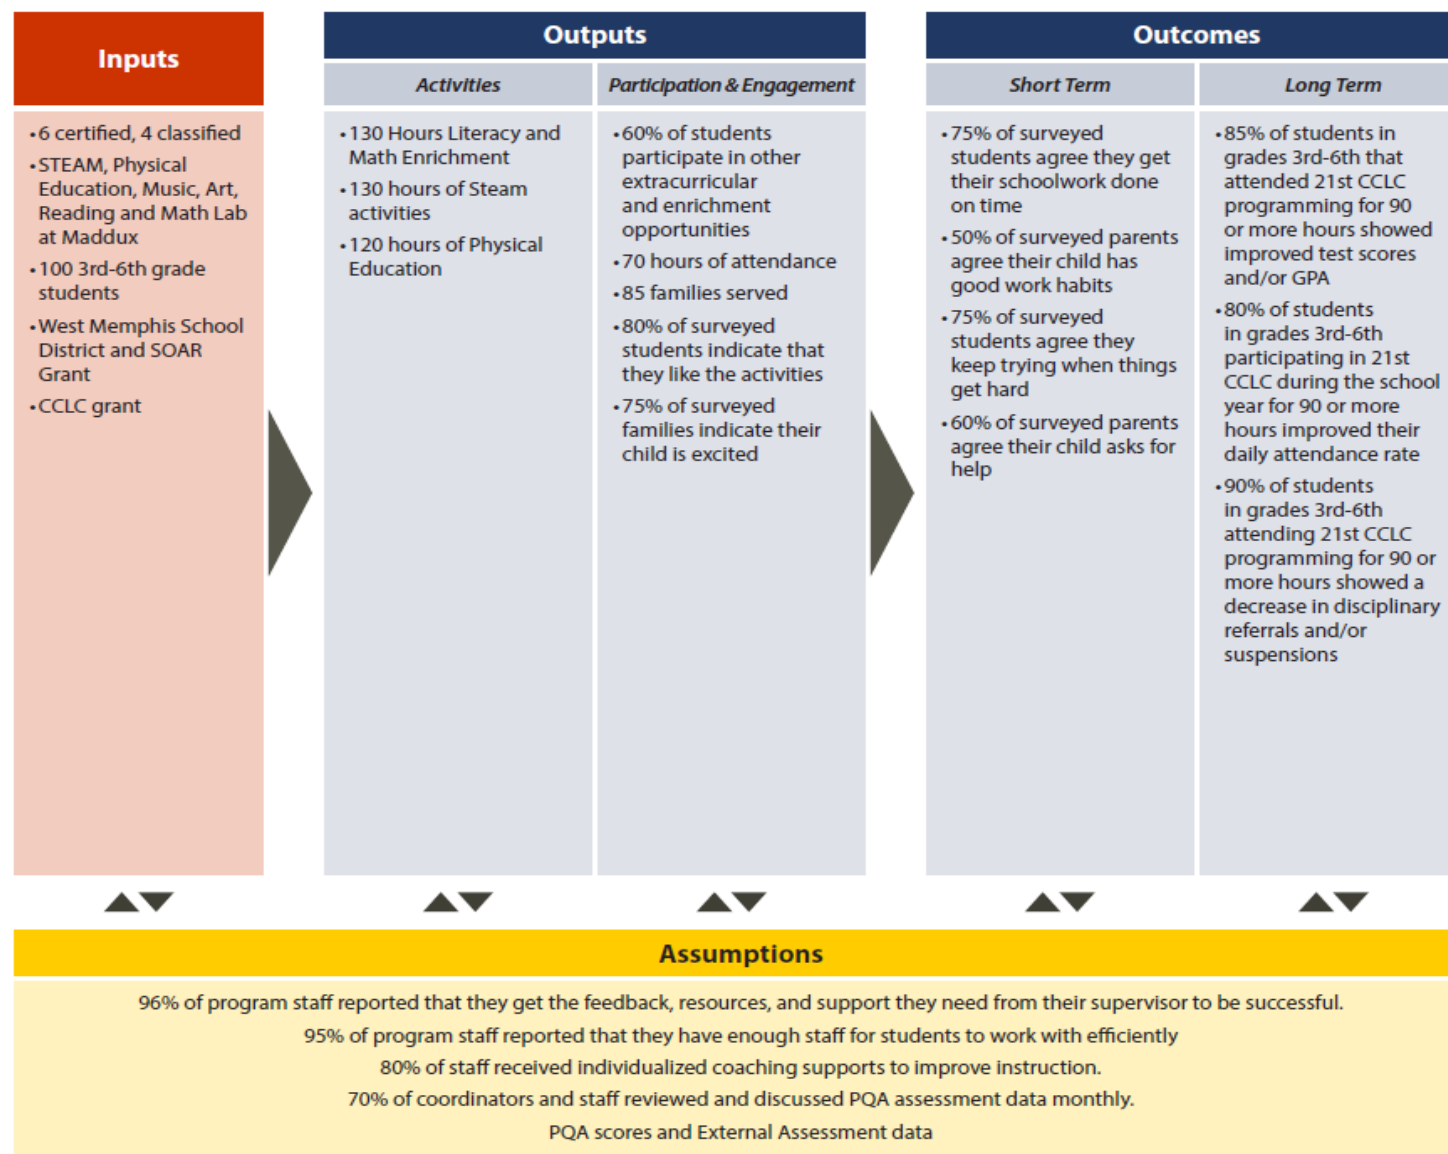 Inputs
•6 certified, 4 classified
•STEAM, Physical
Education, Music, Art,
Reading and Math Lab
at Maddux
•100 3rd-6th grade
students
•West Memphis School
District and SOAR
Grant
•CCLC grant
Outputs
Activities
•130 Hours Literacy and
Math Enrichment
•130 hours of Steam
activities
•120 hours of Physical
Education
Participation & Engagement
•60% of students
participate in other
extracurricular
and enrichment
opportunities
•70 hours of attendance
•85 families served
•80% of surveyed
students indicate that
they like the activities
•75% of surveyed
families indicate their
child is excited
Outcomes
Short Term
•75% of surveyed
students agree they get
their schoolwork done
on time
•50% of surveyed parents
agree their child has
good work habits
•75% of surveyed
students agree they
keep trying when things
get hard
•60% of surveyed parents
agree their child asks for
help
Long Term
•85% of students in
grades 3rd-6th that
attended 21st CCLC
programming for 90
or more hours showed
improved test scores
and/or GPA
•80% of students
in grades 3rd-6th
participating in 21st
CCLC during the school
year for 90 or more
hours improved their
daily attendance rate
•90% of students
in grades 3rd-6th
attending 21st CCLC
programming for 90 or
more hours showed a
decrease in disciplinary
referrals and/or
suspensions
Assumptions
96% of program staff reported that they get the feedback, resources, and support they need from their supervisor to be successful.
95% of program staff reported that they have enough staff for students to work with efficiently
80% of staff received individualized coaching supports to improve instruction.
70% of coordinators and staff reviewed and discussed PQA assessment data monthly.
PQA scores and External Assessment data